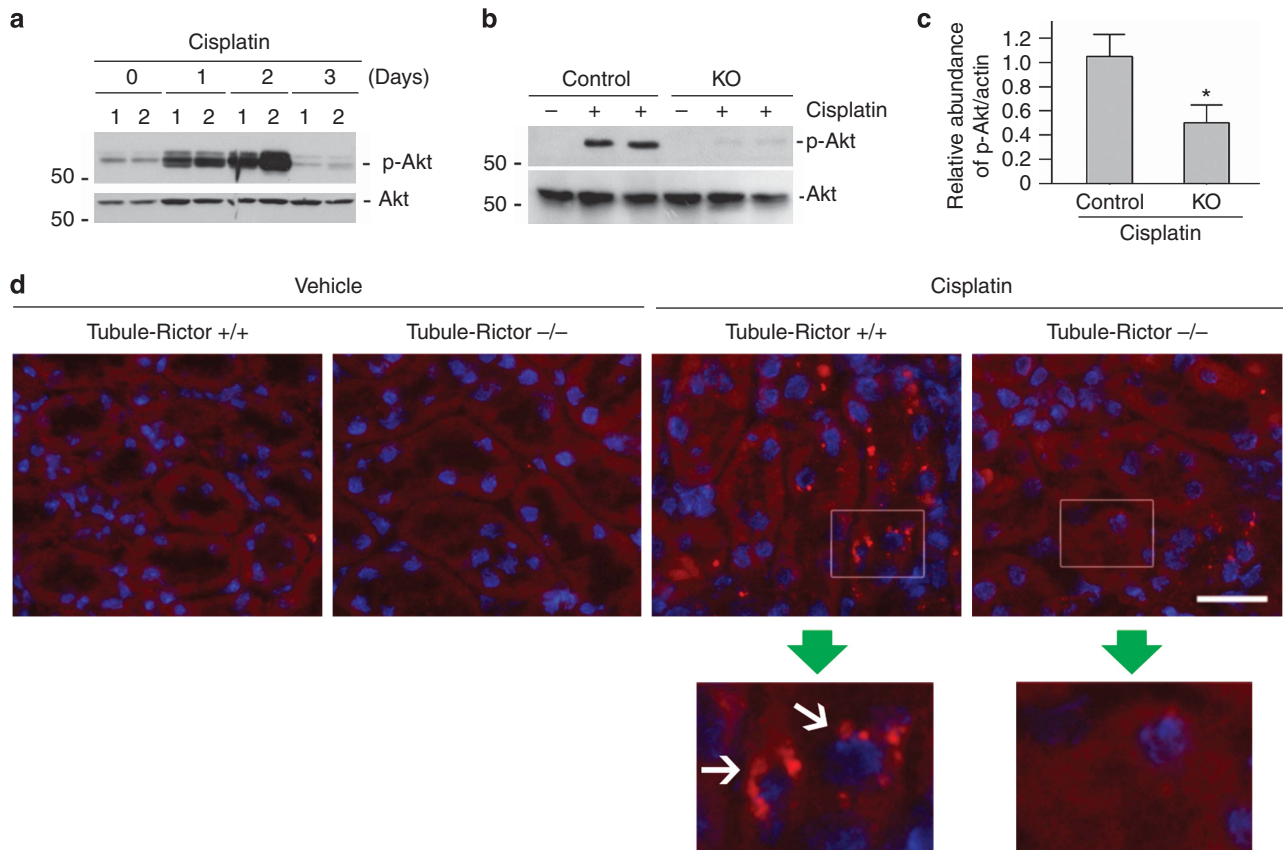 a
Cisplatin
0 1 2 3 (Days)
1 2 1 2 1 2 1 2
50 - - p-Akt
50 - - Akt
b
Control KO
– + + – + + Cisplatin
50 - -p-Akt
50 - -Akt
c
Relative abundance
of p-Akt/actin
1.2
1.0
0.8
0.6
0.4
0.2
0
*
Control KO
Cisplatin
d
Vehicle Cisplatin
Tubule-Rictor +/+ Tubule-Rictor –/– Tubule-Rictor +/+ Tubule-Rictor –/–